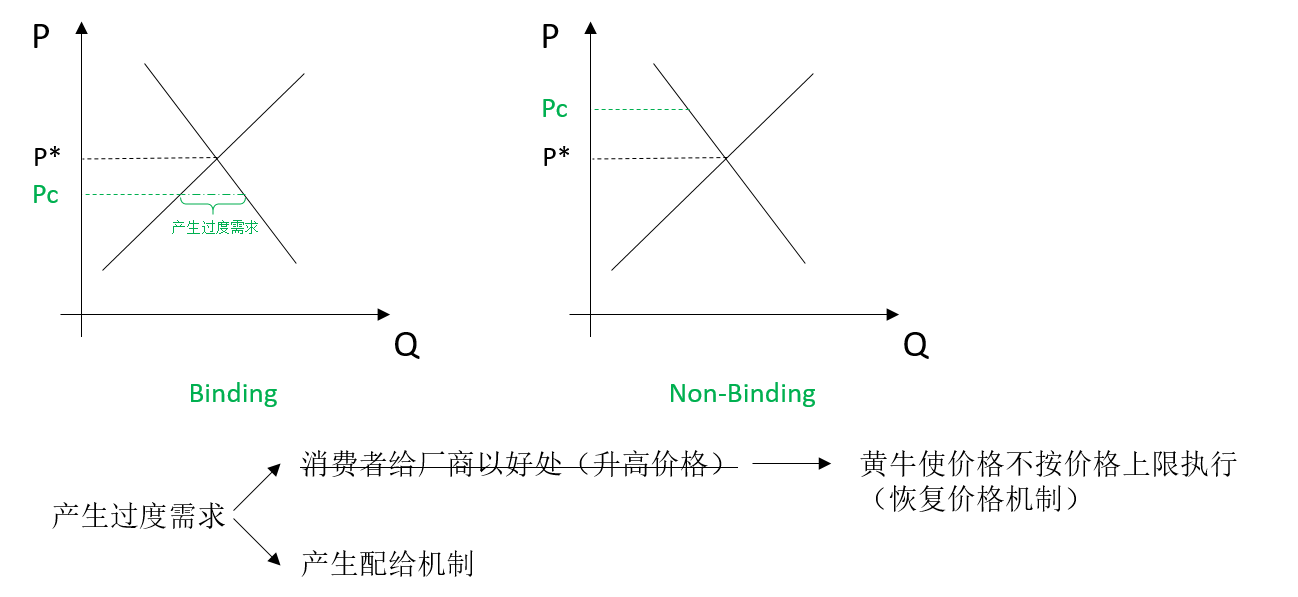 P
P*
Pc
产生过度需求
Q
Binding
P
Pc
P*
Q
Non-Binding
产生过度需求
消费者给厂商以好处（升高价格）
产生配给机制
黄牛使价格不按价格上限执行
（恢复价格机制）